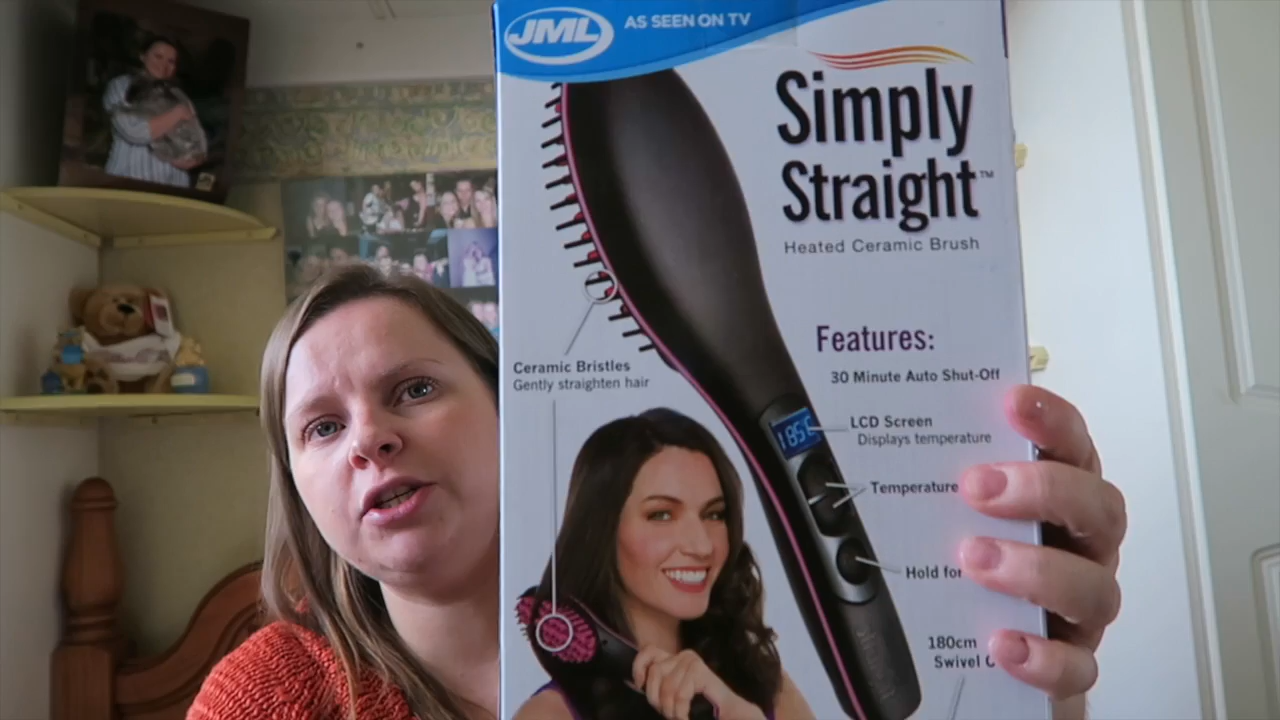 JML
AS SEEN ON TV
Simply
Straight™
Heated Ceramic Brush
Features:
30 Minute Auto Shut-Off
Ceramic Bristles
Gently straighten hair
LCD Screen
Displays temperature
185c
Temperature
Hold for
180cm
Swivel C